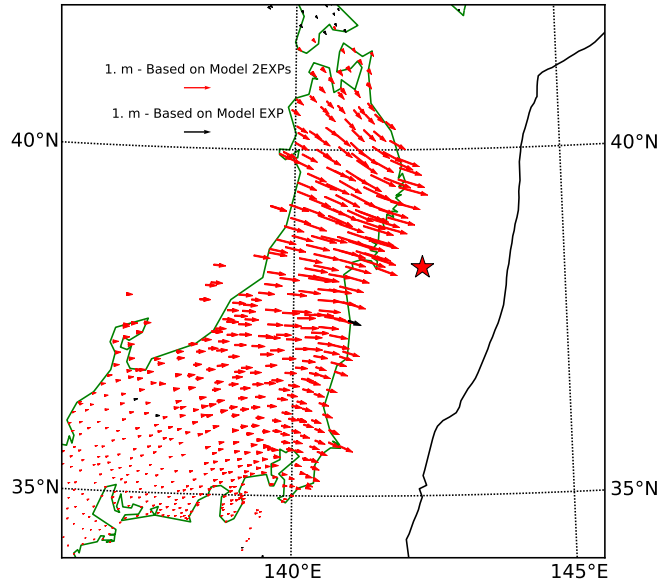 1. m - Based on Model 2EXPs
1. m - Based on Model EXP
40°N
40°N
35°N
35°N
140°E
145°E